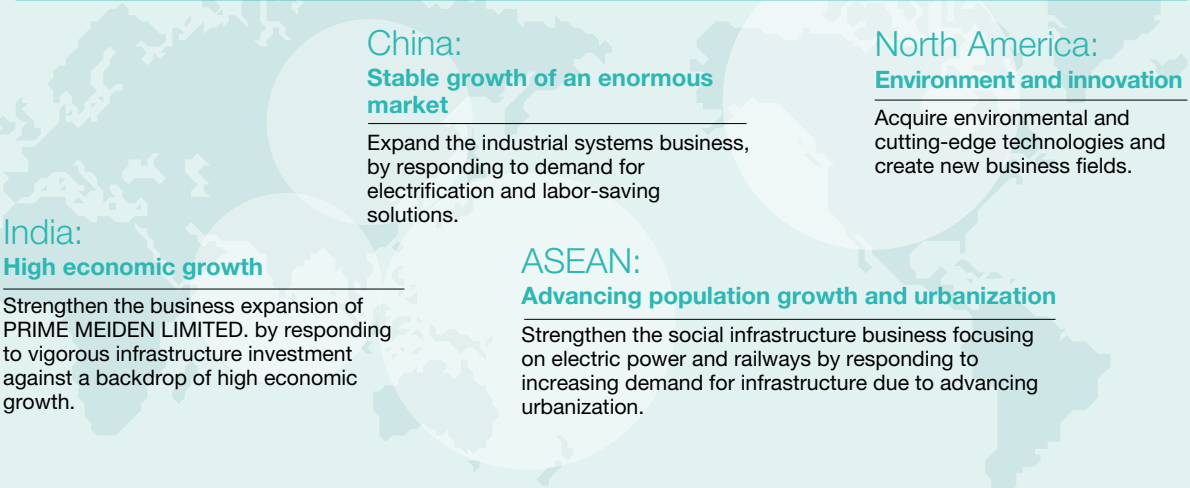 China:
Stable growth of an enormous
market
Expand the industrial systems business,
by responding to demand for
electrification and labor-saving
solutions.
North America:
Environment and innovation
Acquire environmental and
cutting-edge technologies and
create new business fields.
India:
High economic growth
Strengthen the business expansion of
PRIME MEIDEN LIMITED. by responding
to vigorous infrastructure investment
against a backdrop of high economic
growth.
ASEAN:
Advancing population growth and urbanization
Strengthen the social infrastructure business focusing
on electric power and railways by responding to
increasing demand for infrastructure due to advancing
urbanization.